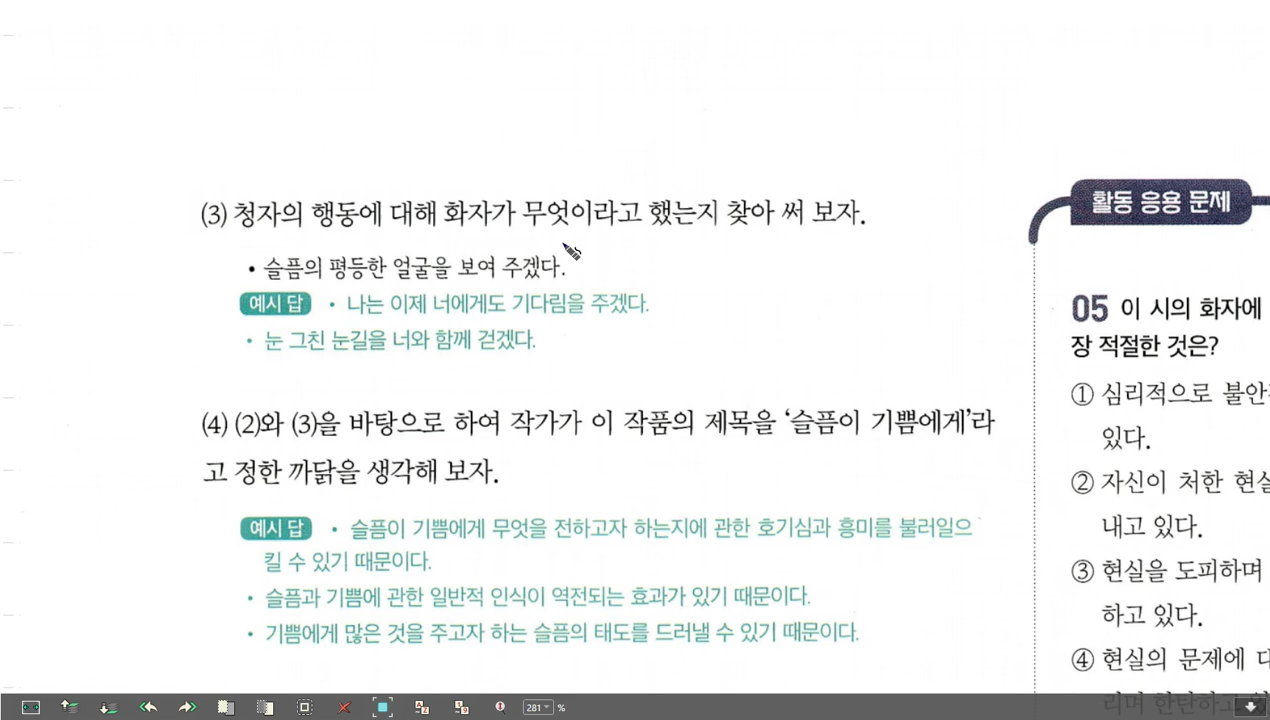 (3) 청자의 행동에 대해 화자가 무엇이라고 했는지 찾아 써 보자.
• 슬픔의 평등한 얼굴을 보여 주겠다.
예시 답 • 나는 이제 너에게도 기다림을 주겠다.
• 눈 그친 눈길을 너와 함께 걷겠다.
(4) (2)와 (3)을 바탕으로 하여 작가가 이 작품의 제목을 ‘슬픔이 기쁨에게’라
고 정한 까닭을 생각해 보자.
예시 답 • 슬픔이 기쁨에게 무엇을 전하고자 하는지에 관한 호기심과 흥미를 불러일으
킬 수 있기 때문이다.
• 슬픔과 기쁨에 관한 일반적 인식이 역전되는 효과가 있기 때문이다.
• 기쁨에게 많은 것을 주고자 하는 슬픔의 태도를 드러낼 수 있기 때문이다.
활동 응용 문제
05 이 시의 화자에
장 적절한 것은?
① 심리적으로 불안
있다.
② 자신이 처한 현실
내고 있다.
③ 현실을 도피하며
하고 있다.
④ 현실의 문제에 대
리며 한탄하고 있
281 %